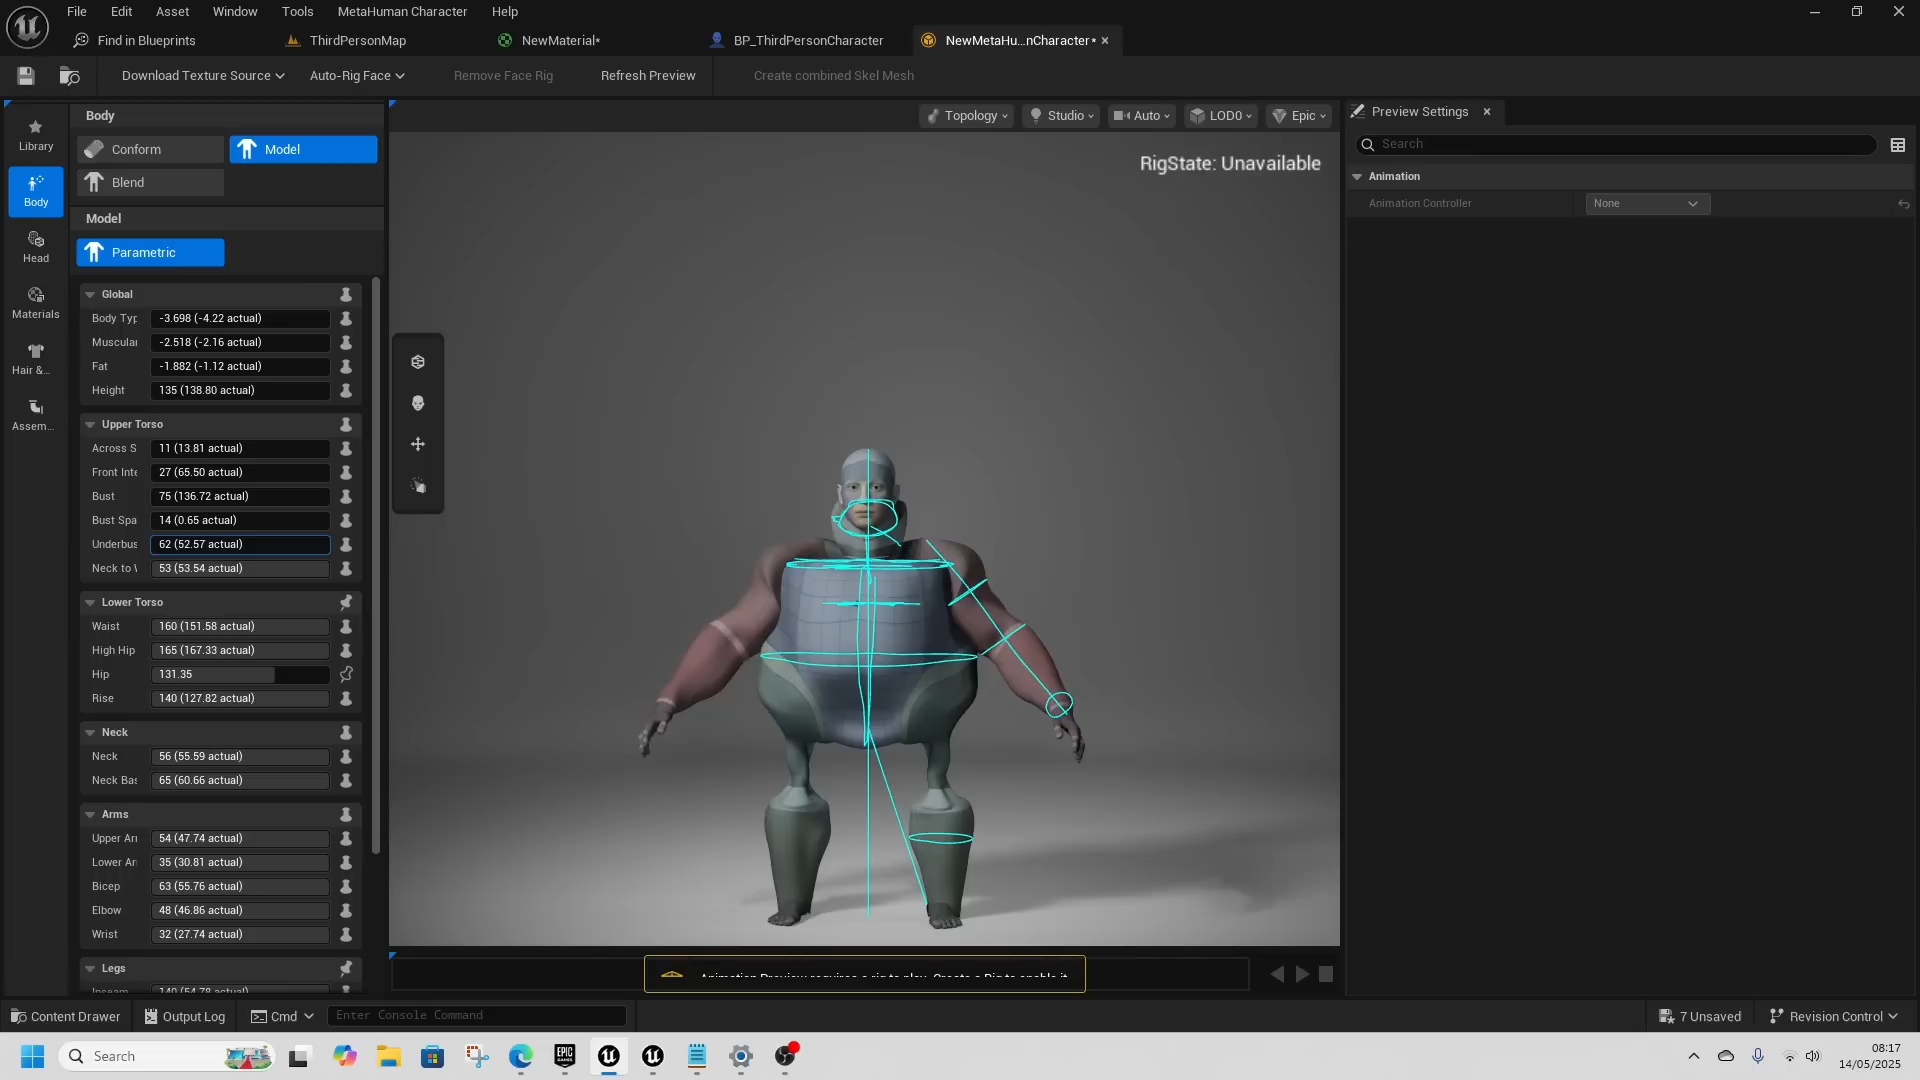 File Edit Asset Window Tools MetaHuman Character Help
Find in Blueprints ThirdPersonMap NewMaterial* BP_ThirdPersonCharacter NewMetaHu...nCharacter*
Download Texture Source Auto-Rig Face Remove Face Rig Refresh Preview Create combined Skel Mesh
Library
Body
Head
Materials
Hair &...
Assem...
Body
Conform Model
Blend
Model
Parametric
Global
Body Typ -3.698 (-4.22 actual)
Muscular -2.518 (-2.16 actual)
Fat -1.882 (-1.12 actual)
Height 135 (138.80 actual)
Upper Torso
Across S 11 (13.81 actual)
Front Inte 27 (65.50 actual)
Bust 75 (136.72 actual)
Bust Spa 14 (0.65 actual)
Underbus 62 (52.57 actual)
Neck to W 53 (53.54 actual)
Lower Torso
Waist 160 (151.58 actual)
High Hip 165 (167.33 actual)
Hip 131.35
Rise 140 (127.82 actual)
Neck
Neck 56 (55.59 actual)
Neck Bas 65 (60.66 actual)
Arms
Upper Arr 54 (47.74 actual)
Lower Arr 35 (30.81 actual)
Bicep 63 (55.76 actual)
Elbow 48 (46.86 actual)
Wrist 32 (27.74 actual)
Legs
Inseam 140 (54.78 actual)
Topology Studio Auto LOD0 Epic
RigState: Unavailable
Animation Preview requires a rig to play. Create a Rig to enable it
Preview Settings
Search
Animation
Animation Controller None
Content Drawer Output Log Cmd Enter Console Command 7 Unsaved Revision Control
Search
EPIC GAMES
08:17
14/05/2025